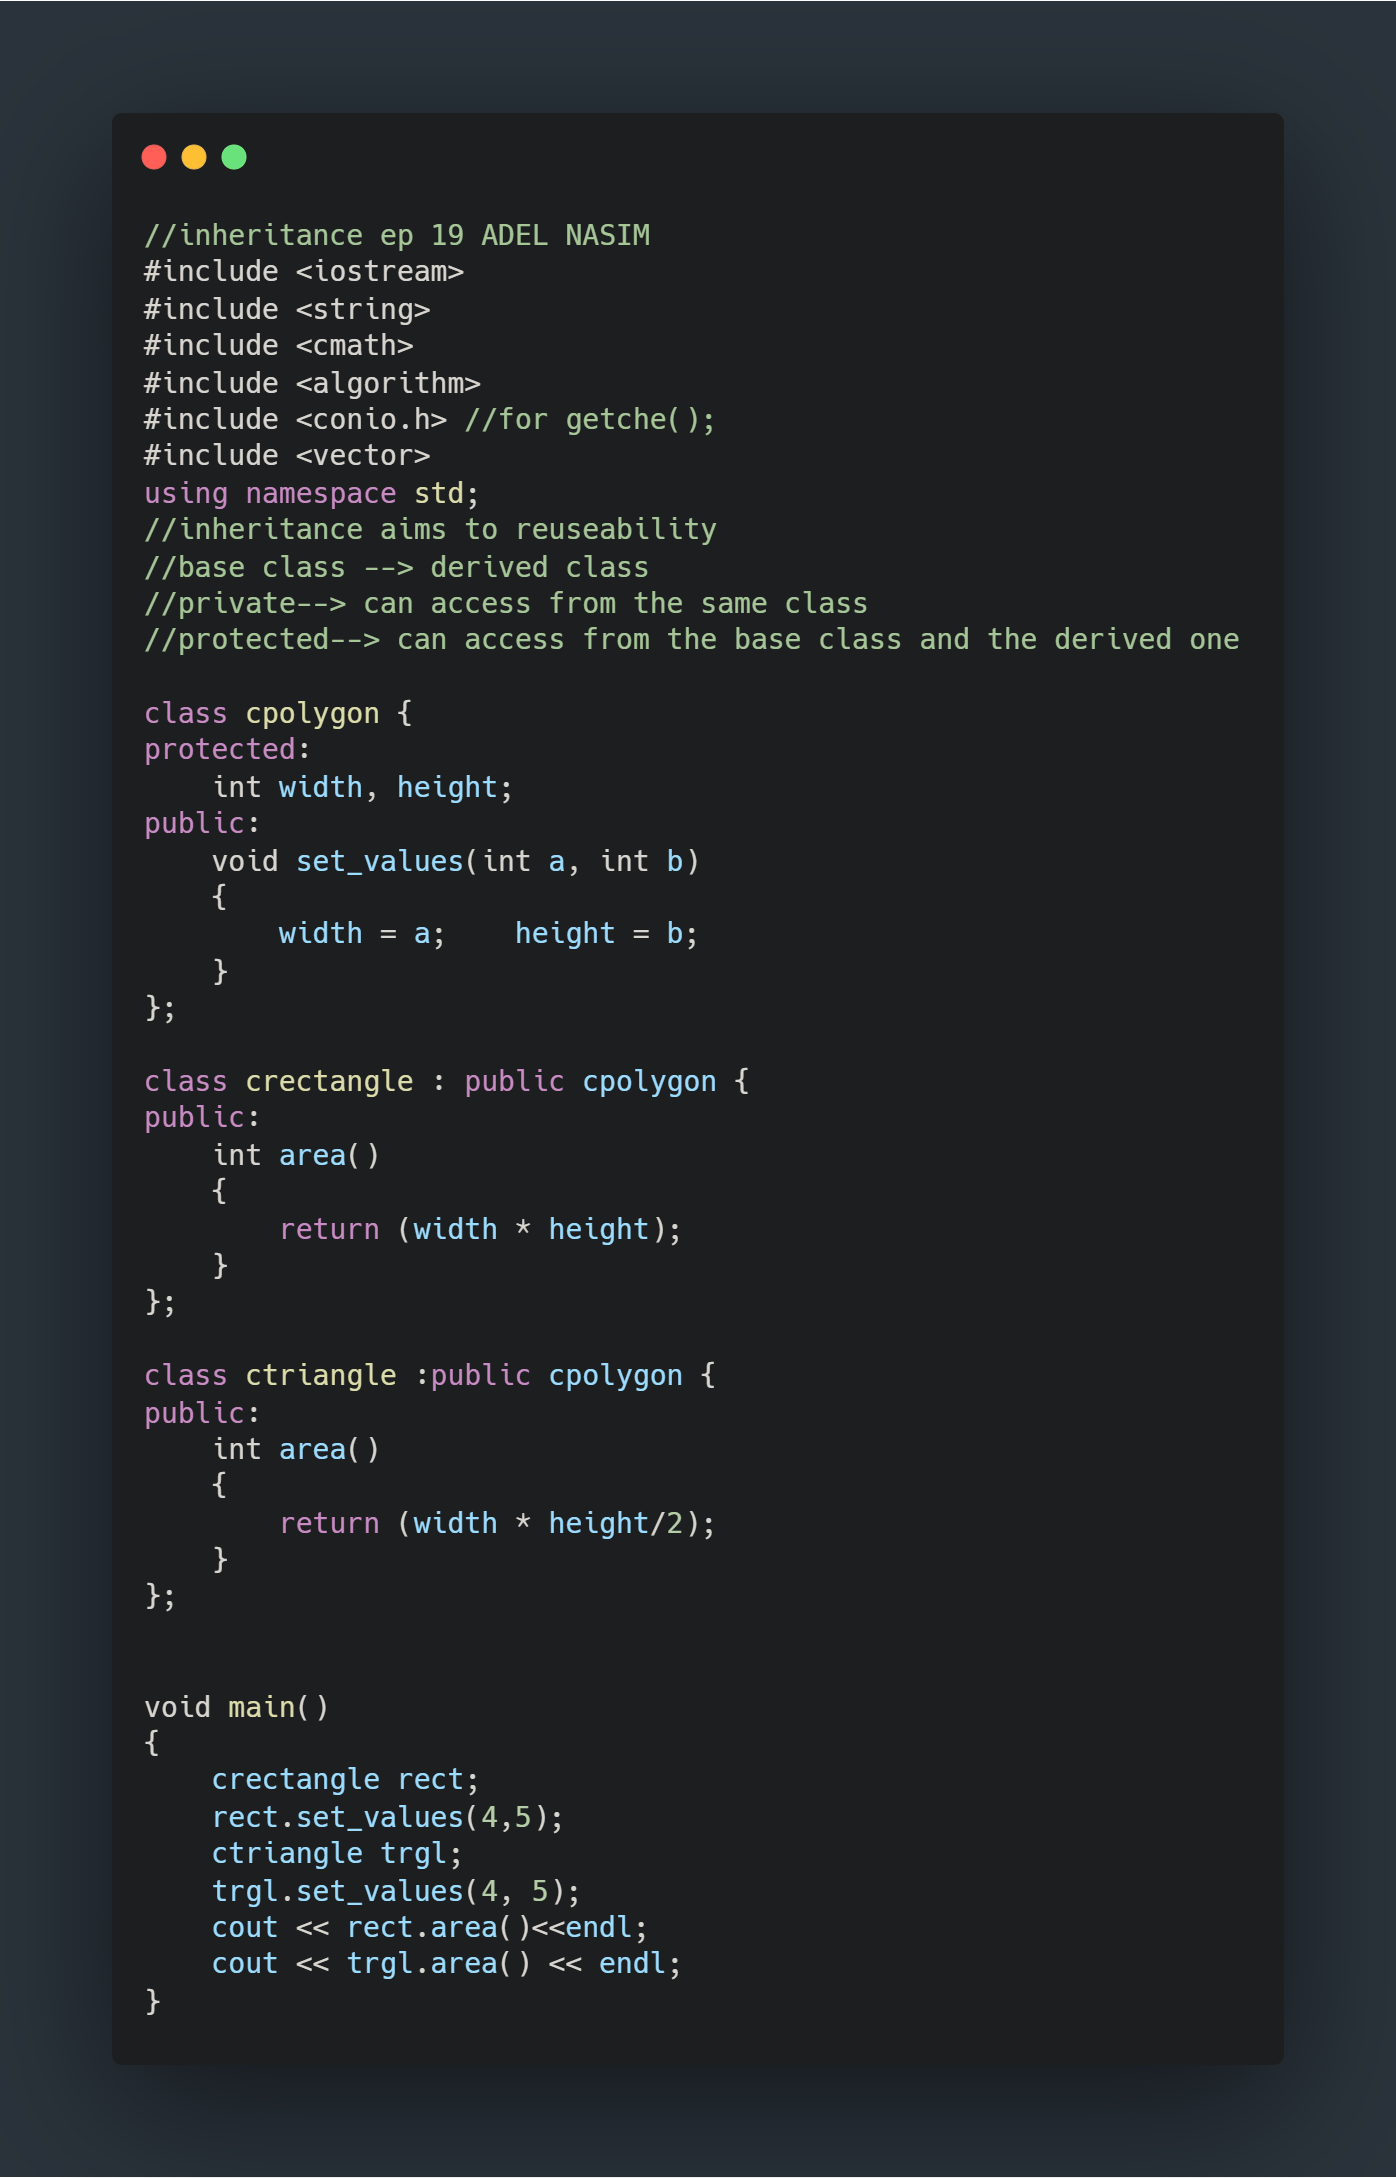 //inheritance ep 19 ADEL NASIM
#include <iostream>
#include <string>
#include <cmath>
#include <algorithm>
#include <conio.h> //for getche();
#include <vector>
using namespace std;
//inheritance aims to reuseability
//base class --> derived class
//private--> can access from the same class
//protected--> can access from the base class and the derived one

class cpolygon {
protected:
    int width, height;
public:
    void set_values(int a, int b)
    {
        width = a;    height = b;
    }
};

class crectangle : public cpolygon {
public:
    int area()
    {
        return (width * height);
    }
};

class ctriangle :public cpolygon {
public:
    int area()
    {
        return (width * height/2);
    }
};


void main()
{
    crectangle rect;
    rect.set_values(4,5);
    ctriangle trgl;
    trgl.set_values(4, 5);
    cout << rect.area()<<endl;
    cout << trgl.area() << endl;
}